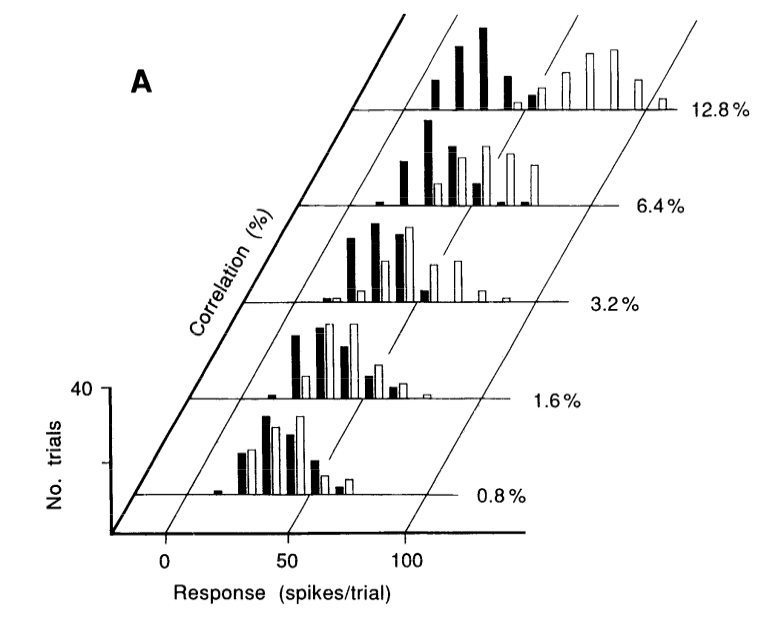 A
12.8%
6.4%
3.2%
1.6%
0.8%
Correlation (%)
40
No. trials
0 50 100
Response (spikes/trial)